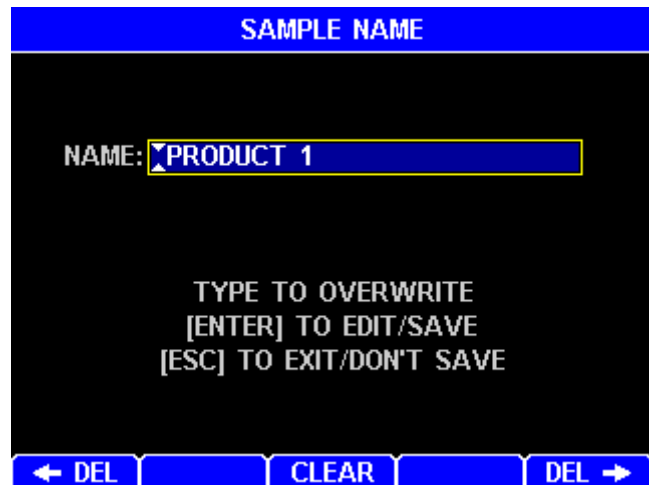 SAMPLE NAME
NAME: PRODUCT 1
TYPE TO OVERWRITE
[ENTER] TO EDIT/SAVE
[ESC] TO EXIT/DON'T SAVE
← DEL CLEAR DEL →